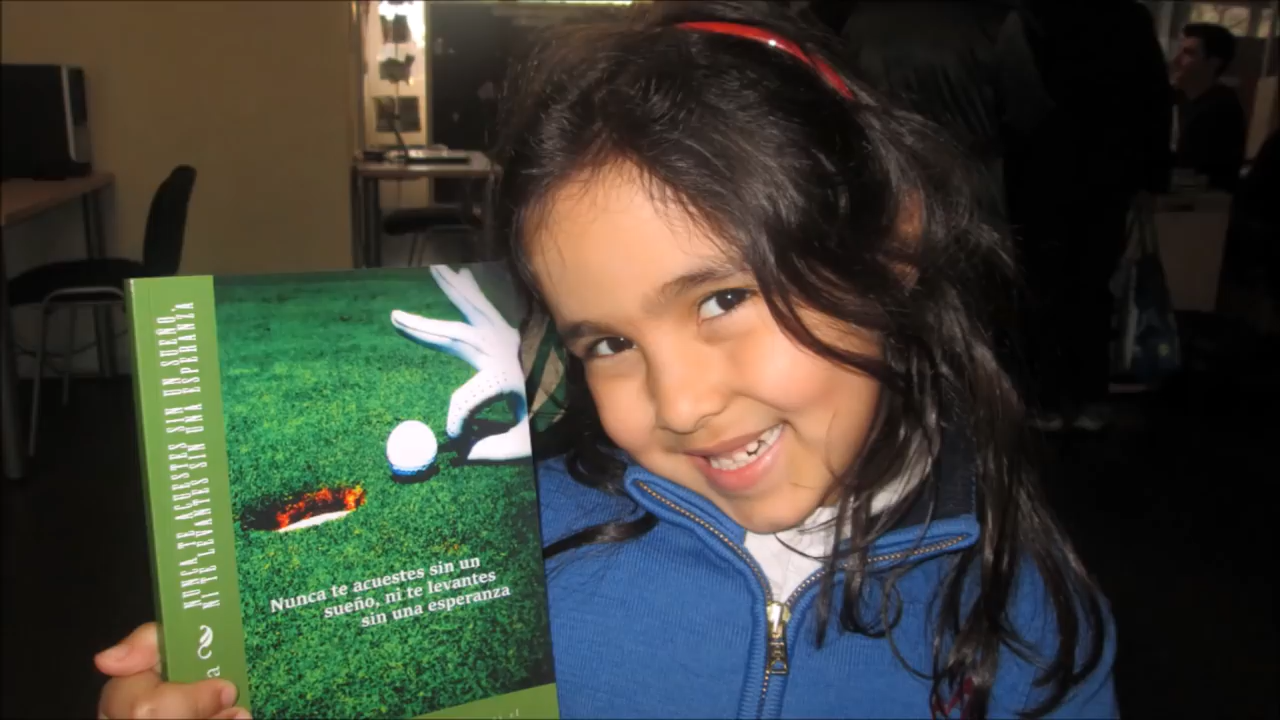 NUNCA TE ACUESTES SIN UN SUEÑO,
NI TE LEVANTES SIN UNA ESPERANZA
Nunca te acuestes sin un
sueño, ni te levantes
sin una esperanza